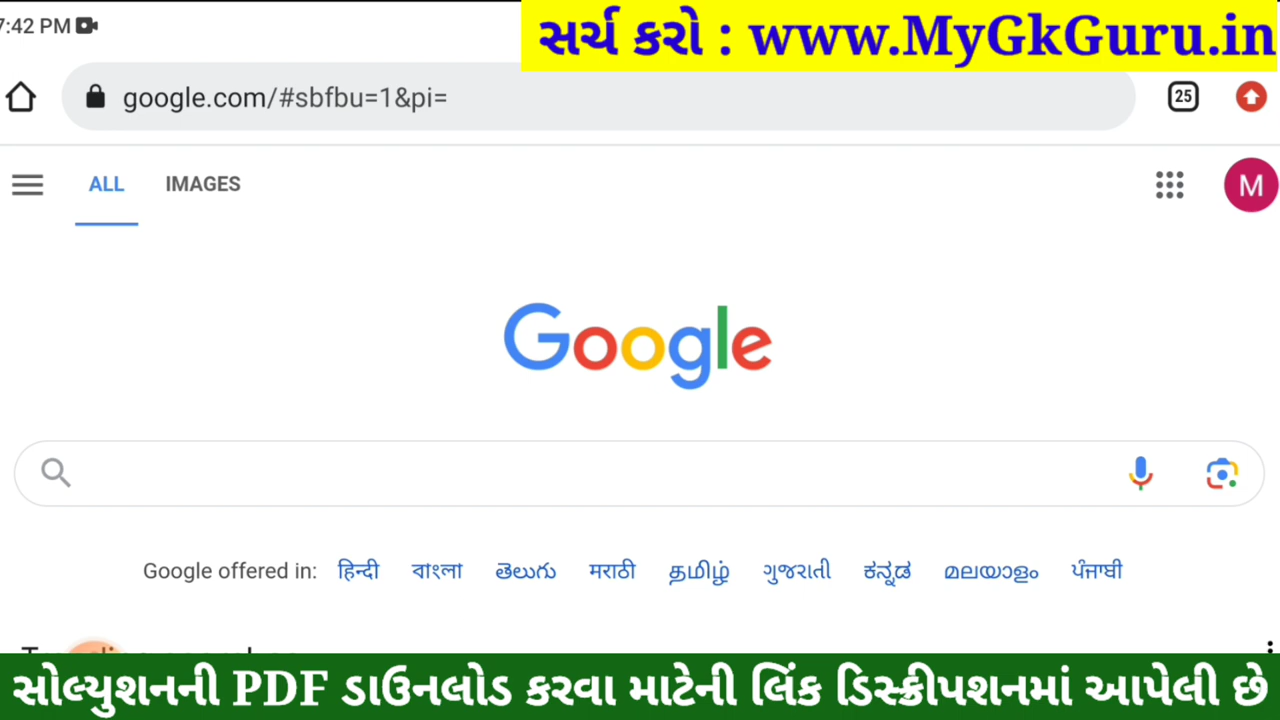 7:42 PM
સર્ચ કરો : www.MyGkGuru.in
google.com/#sbfbu=1&pi=
25
ALL IMAGES
M
Google
Google offered in: हिन्दी বাংলা తెలుగు मराठी தமிழ் ગુજરાતી ಕನ್ನಡ മലയാളം ਪੰਜਾਬੀ
સોલ્યુશનની PDF ડાઉનલોડ કરવા માટેની લિંક ડિસ્ક્રીપશનમાં આપેલી છે